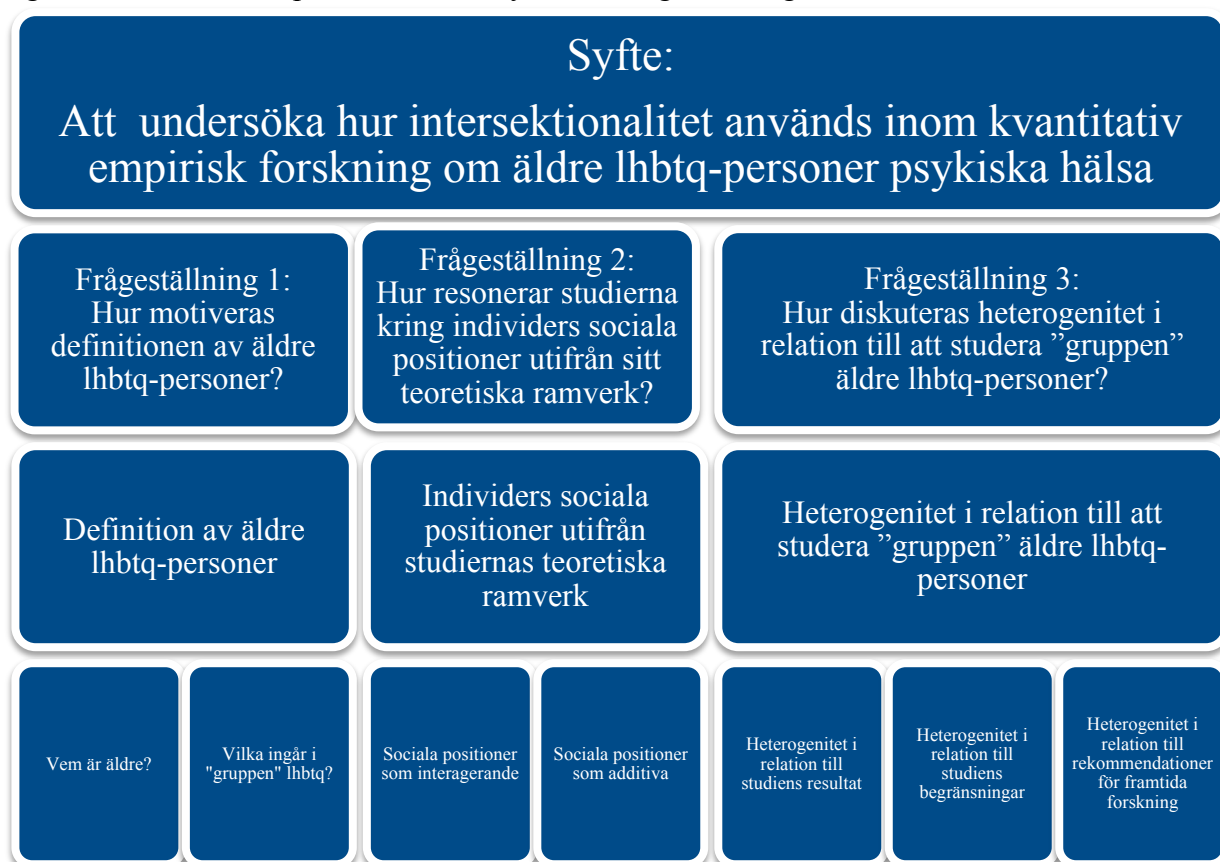 Syfte:
Att undersöka hur intersektionalitet används inom kvantitativ
empirisk forskning om äldre lhbtq-personer psykiska hälsa
Frågeställning 1:
Hur motiveras
definitionen av äldre
lhbtq-personer?
Frågeställning 2:
Hur resonerar studierna
kring individers sociala
positioner utifrån sitt
teoretiska ramverk?
Frågeställning 3:
Hur diskuteras heterogenitet i
relation till att studera ”gruppen”
äldre lhbtq-personer?
Definition av äldre
lhbtq-personer
Individers sociala
positioner utifrån
studiernas teoretiska
ramverk
Heterogenitet i relation till att
studera ”gruppen” äldre lhbtq-
personer
Vem är äldre?
Vilka ingår i
"gruppen" lhbtq?
Sociala positioner
som interagerande
Sociala positioner
som additiva
Heterogenitet i
relation till
studiens resultat
Heterogenitet i
relation till
studiens
begränsningar
Heterogenitet i
relation till
rekommendationer
för framtida
forskning